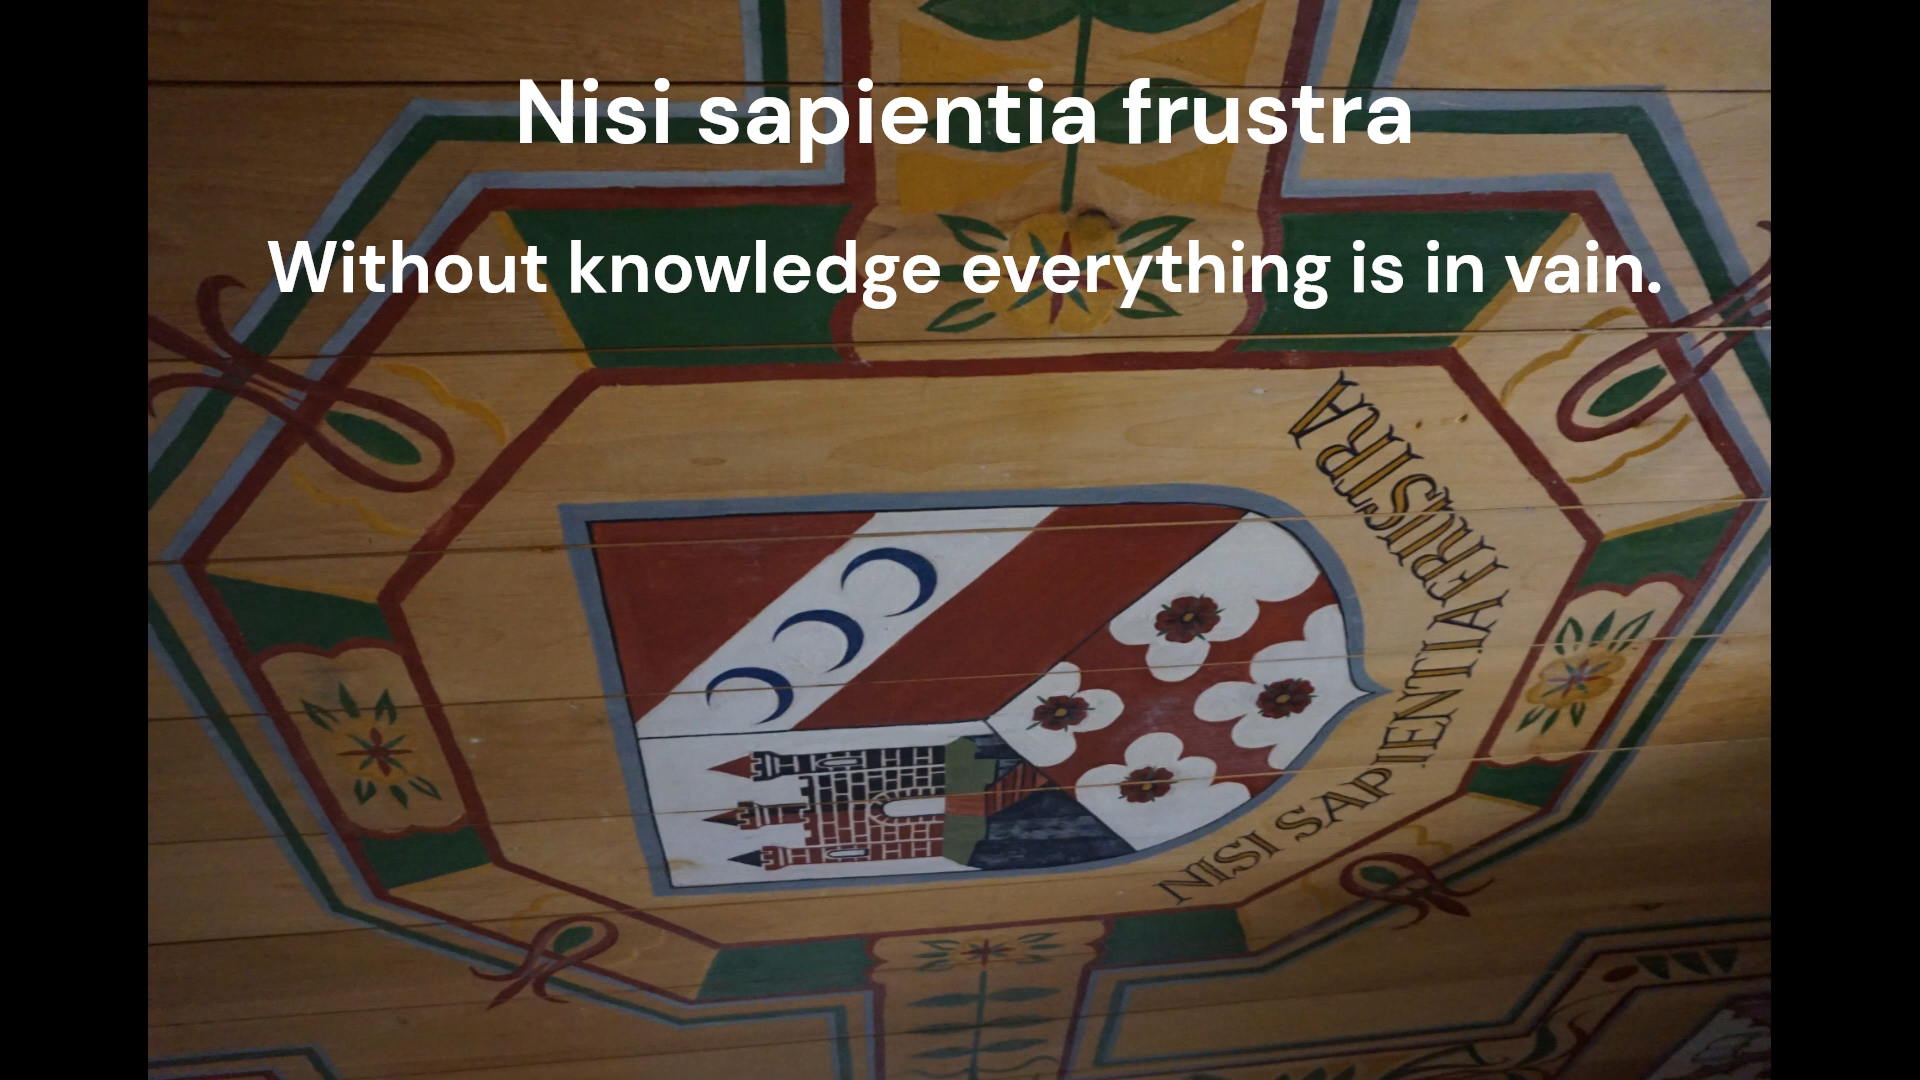 Nisi sapientia frustra
Without knowledge everything is in vain.
NISI SAPIENTIA FRUSTRA